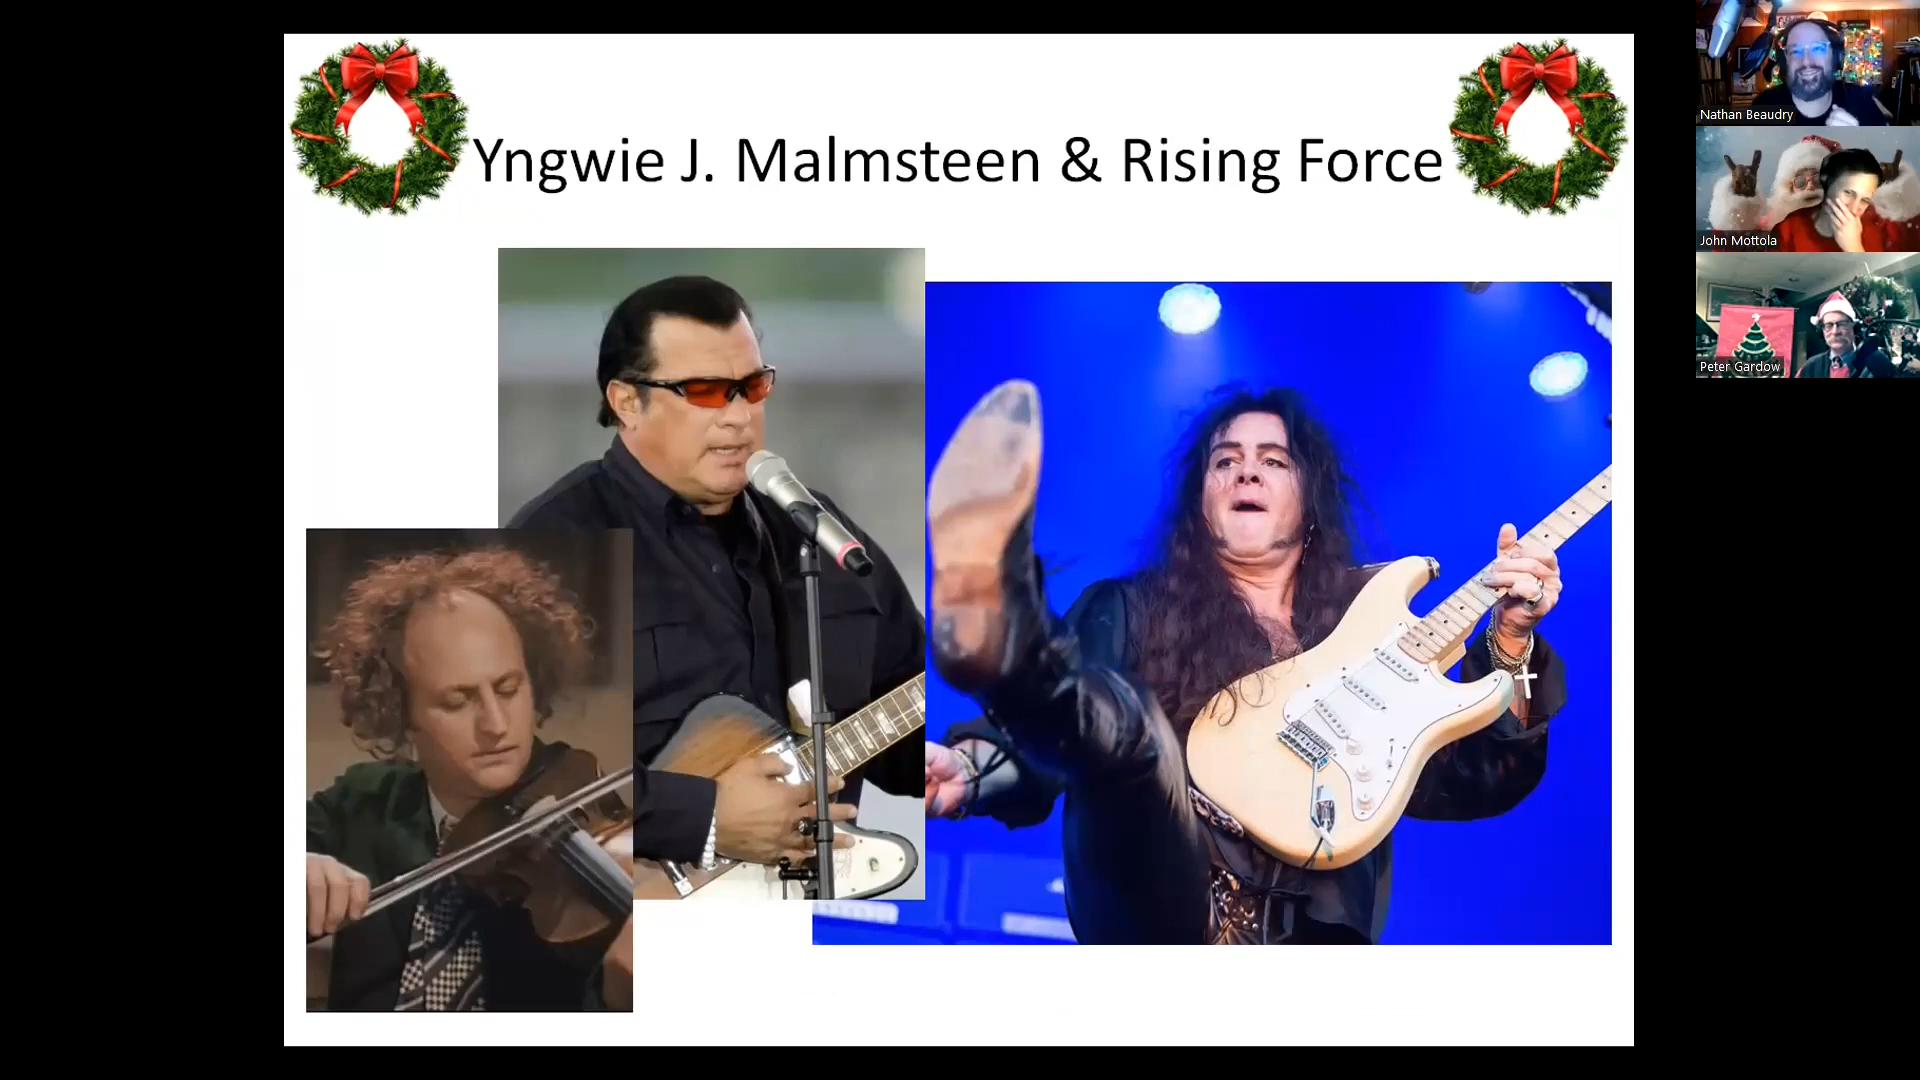 Yngwie J. Malmsteen & Rising Force
Nathan Beaudry
John Mottola
Peter Gardow